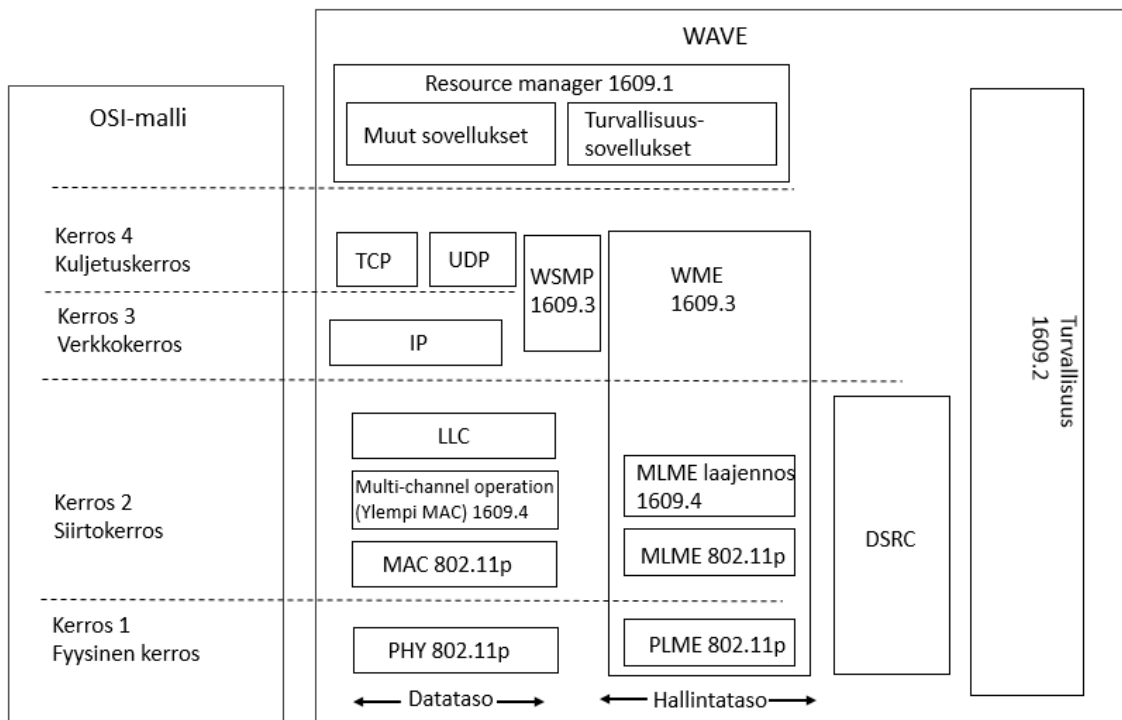 WAVE
Resource manager 1609.1
OSI-malli
Muut sovellukset
Turvallisuus-
sovellukset
Kerros 4
Kuljetuskerros
TCP
UDP
WSMP
1609.3
WME
1609.3
Kerros 3
Verkkokerros
IP
Turvallisuus
1609.2
LLC
Kerros 2
Siirtokerros
Multi-channel operation
(Ylempi MAC) 1609.4
MLME laajennos
1609.4
DSRC
MAC 802.11p
MLME 802.11p
Kerros 1
Fyysinen kerros
PHY 802.11p
PLME 802.11p
Datataso
Hallintataso